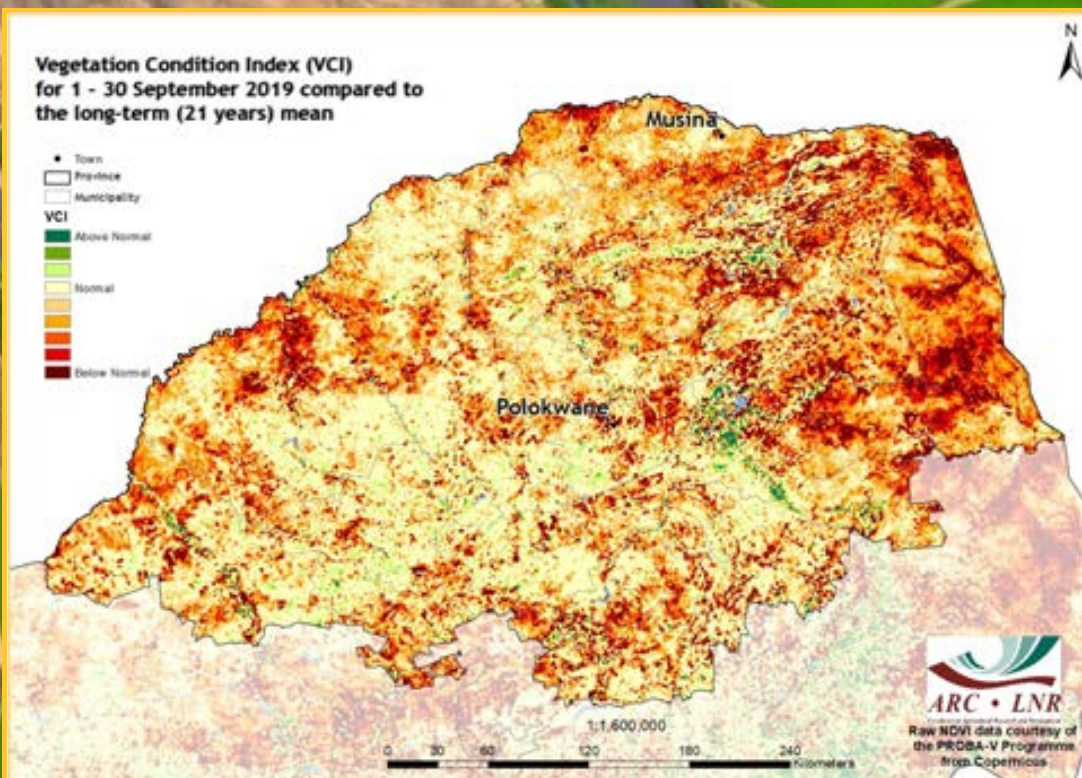 Vegetation Condition Index (VCI)
for 1 - 30 September 2019 compared to
the long-term (21 years) mean
N
Town
Province
Municipality
VCI
Above Normal
Normal
Below Normal
Musina
Polokwane
ARC • LNR
1:1,600,000
Raw NDVI data courtesy of
the PROBA-V Programme
from Copernicus
0 30 60 120 180 240
Kilometers